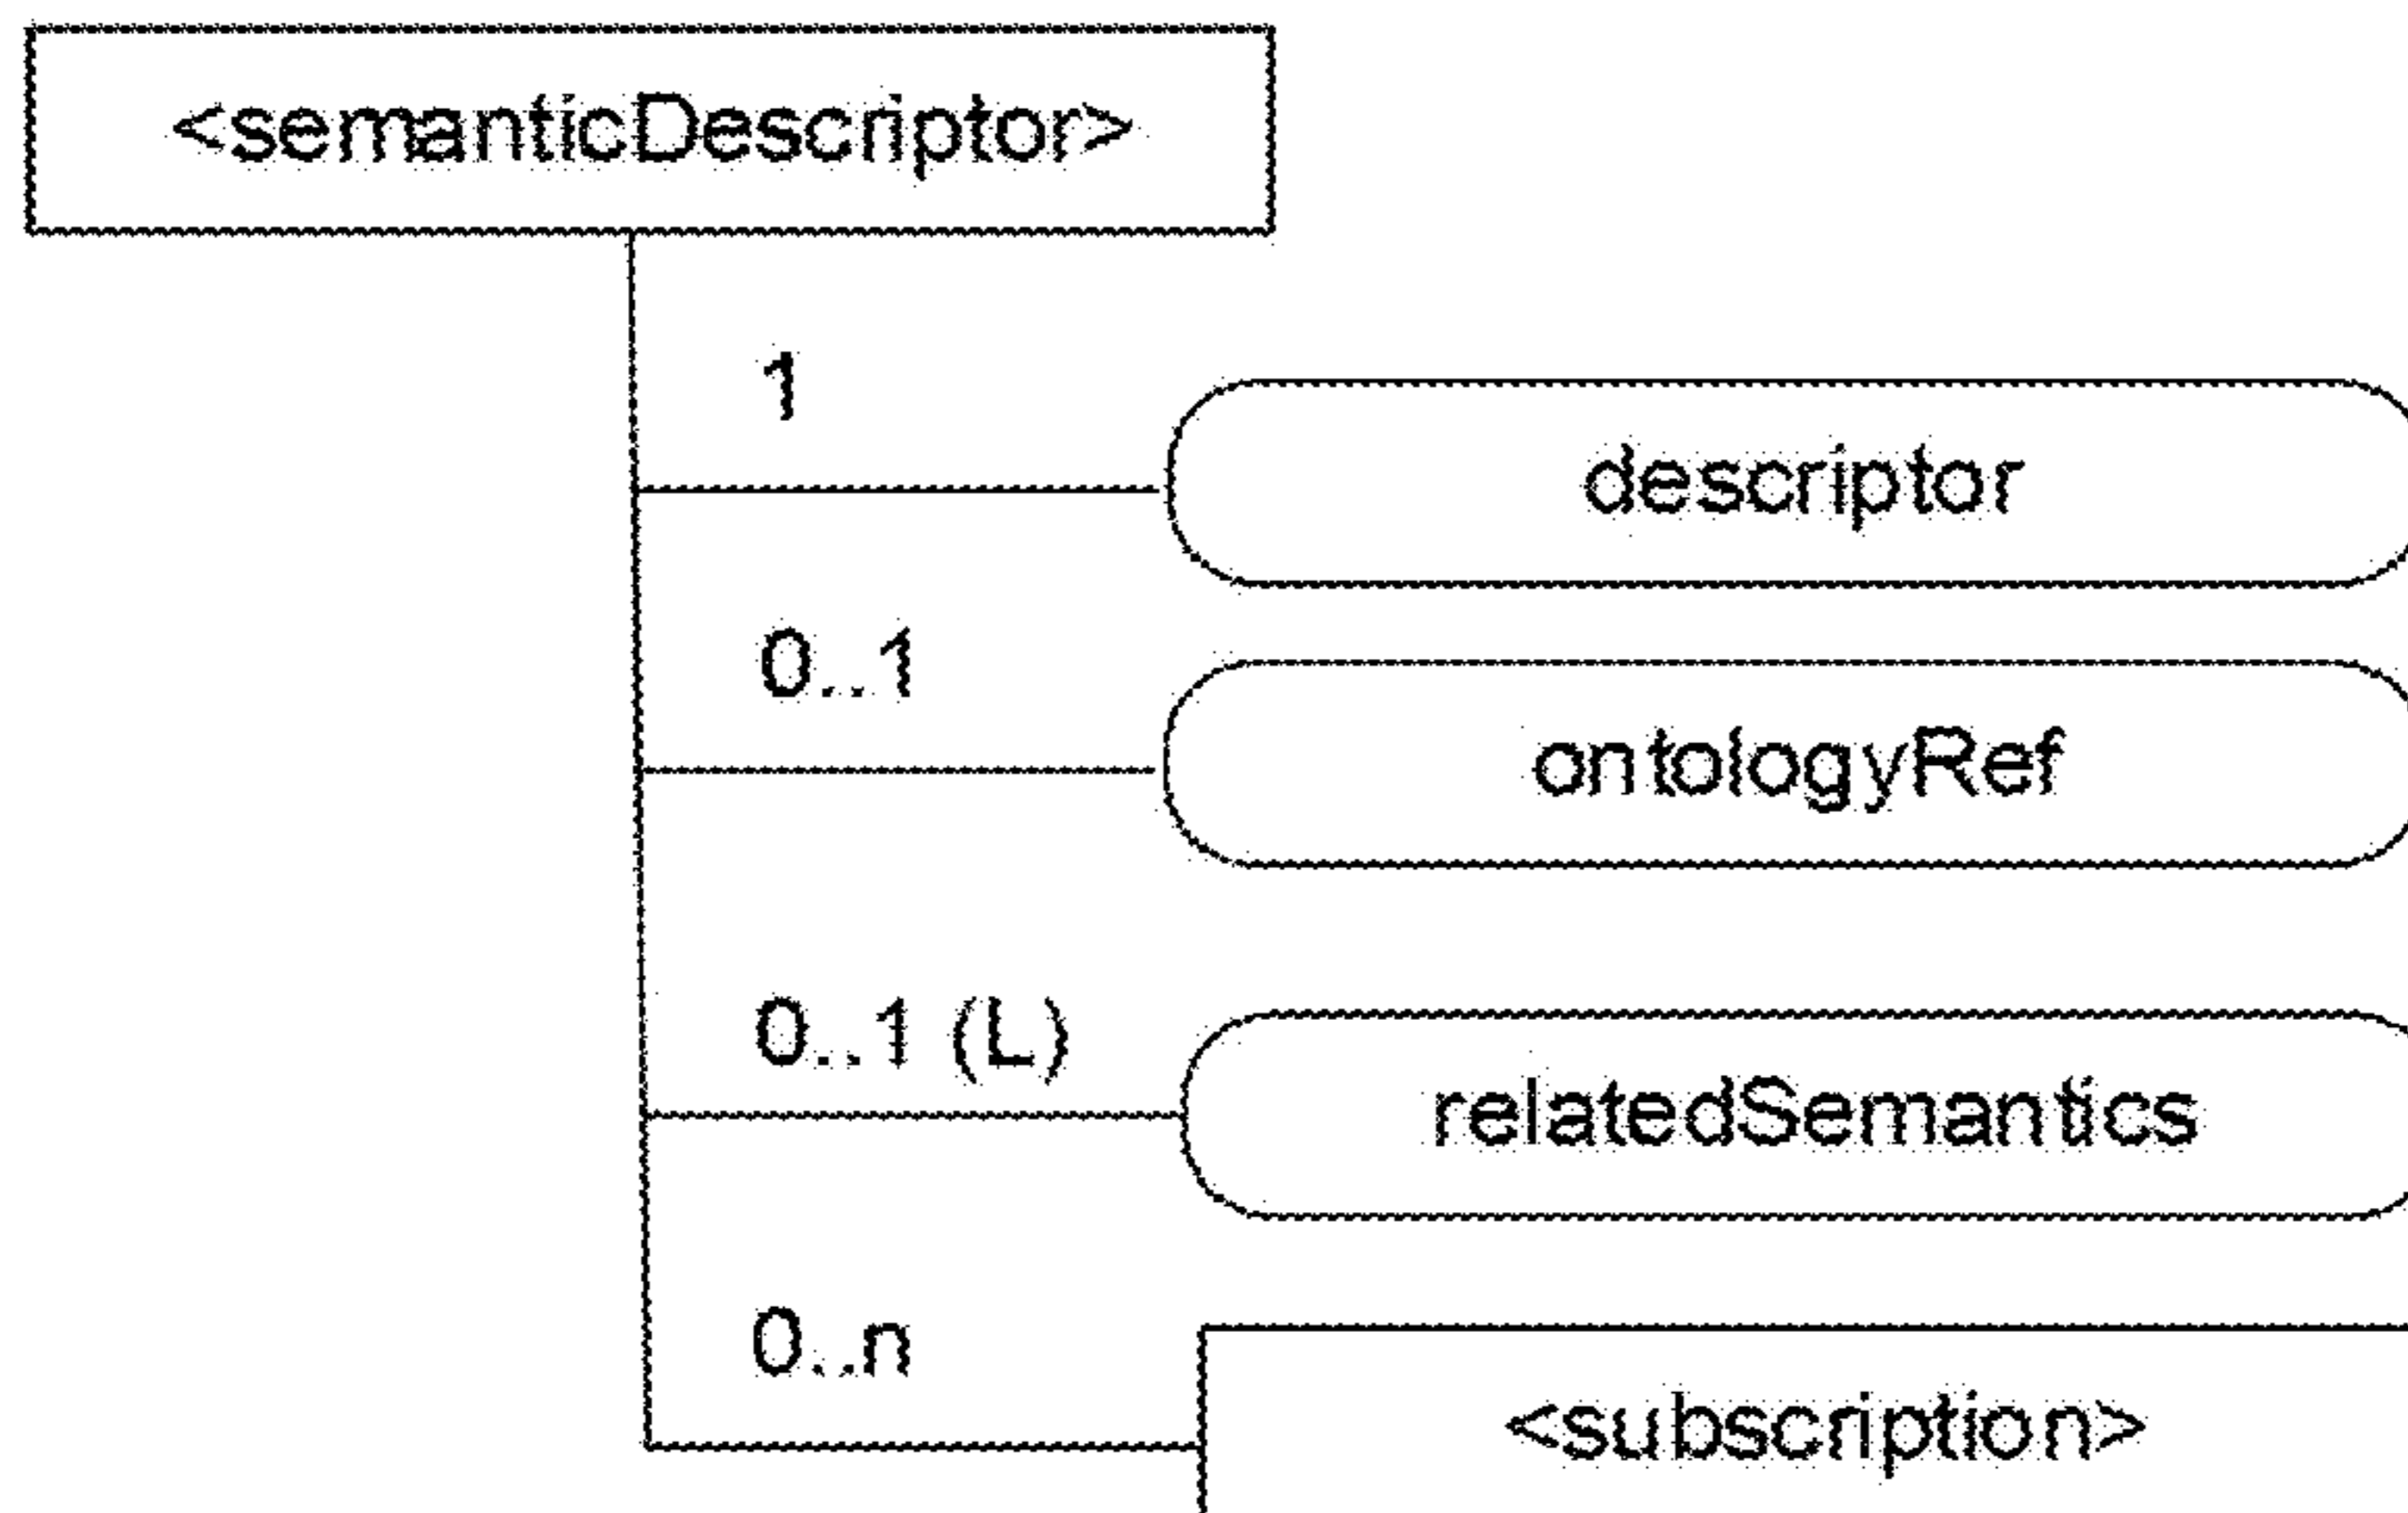 <semanticDescriptor>
1
descriptor
0..1
ontologyRef
0..1 (L)
relatedSemantics
0..n
<subscription>